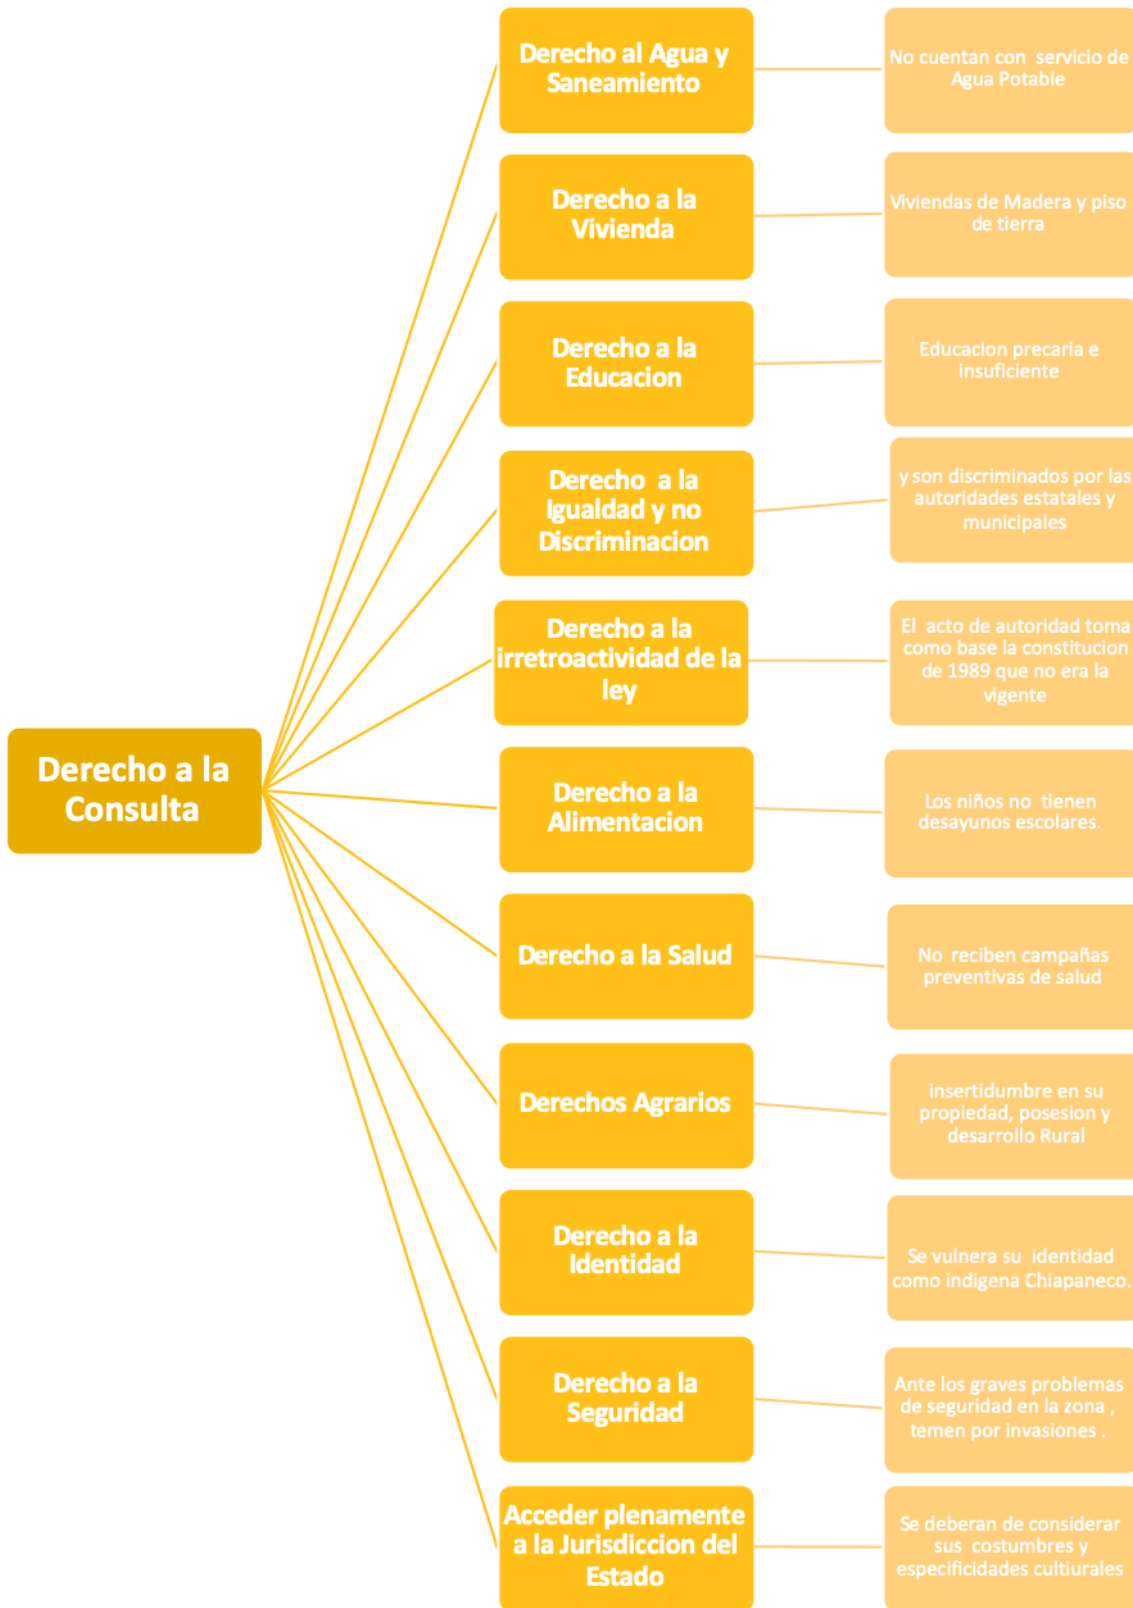 Derecho a la
Consulta
Derecho al Agua y
Saneamiento
No cuentan con servicio de
Agua Potable
Derecho a la
Vivienda
Viviendas de Madera y piso
de tierra
Derecho a la
Educacion
Educacion precaria e
insuficiente
Derecho a la
Igualdad y no
Discriminacion
y son discriminados por las
autoridades estatales y
municipales
Derecho a la
irretroactividad de la
ley
El acto de autoridad toma
como base la constitucion
de 1989 que no era la
vigente
Derecho a la
Alimentacion
Los niños no tienen
desayunos escolares.
Derecho a la Salud
No reciben campañas
preventivas de salud
Derechos Agrarios
insertidumbre en su
propiedad, posesion y
desarrollo Rural
Derecho a la
Identidad
Se vulnera su identidad
como indigena Chiapaneco.
Derecho a la
Seguridad
Ante los graves problemas
de seguridad en la zona ,
temen por invasiones .
Acceder plenamente
a la Jurisdiccion del
Estado
Se deberan de considerar
sus costumbres y
especificidades cultiurales